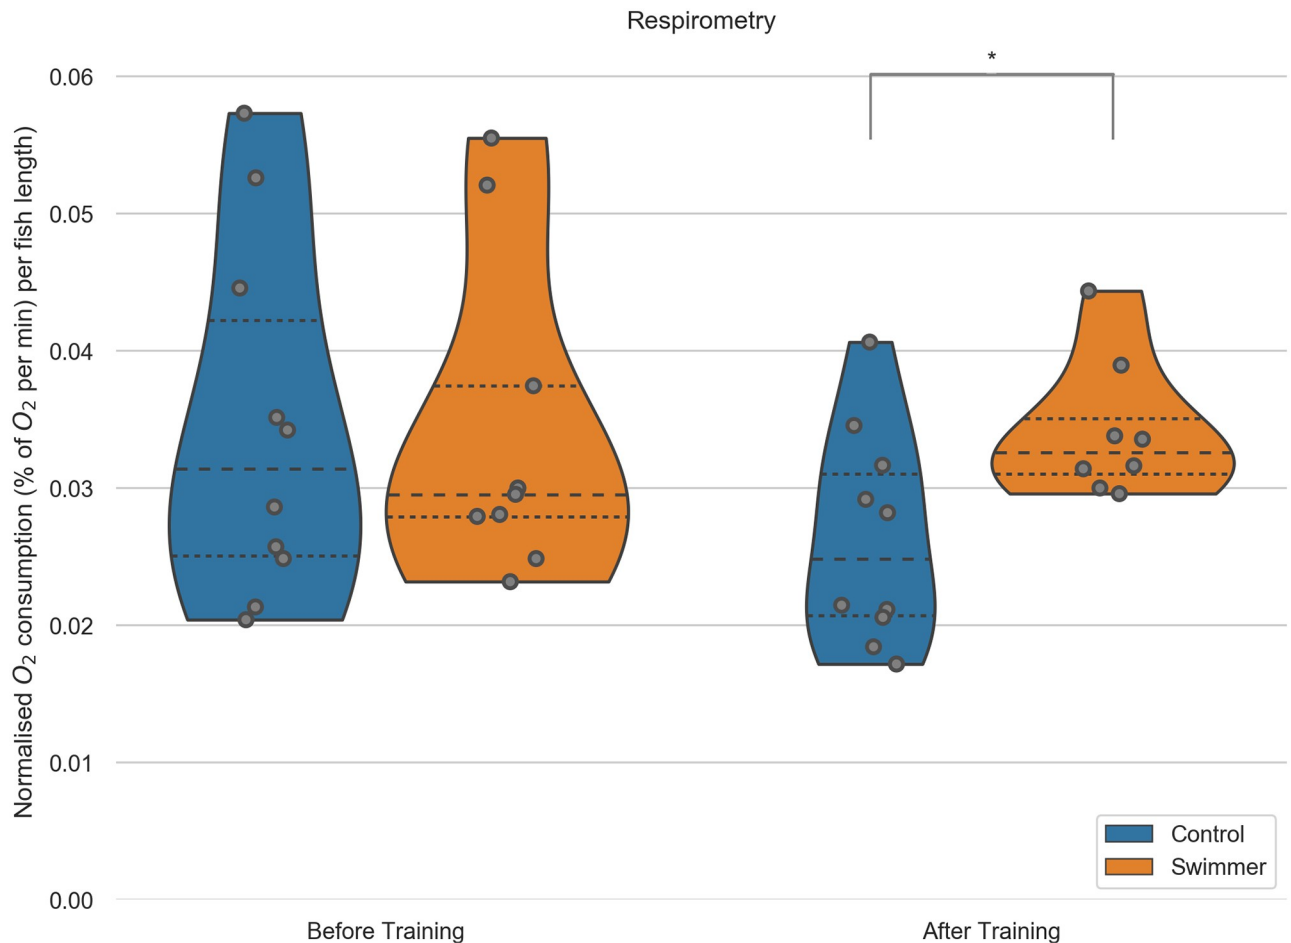 Respirometry
*
Normalised O₂ consumption (% of O₂ per min) per fish length)
0.06
0.05
0.04
0.03
0.02
0.01
0.00
Before Training
After Training
Control
Swimmer